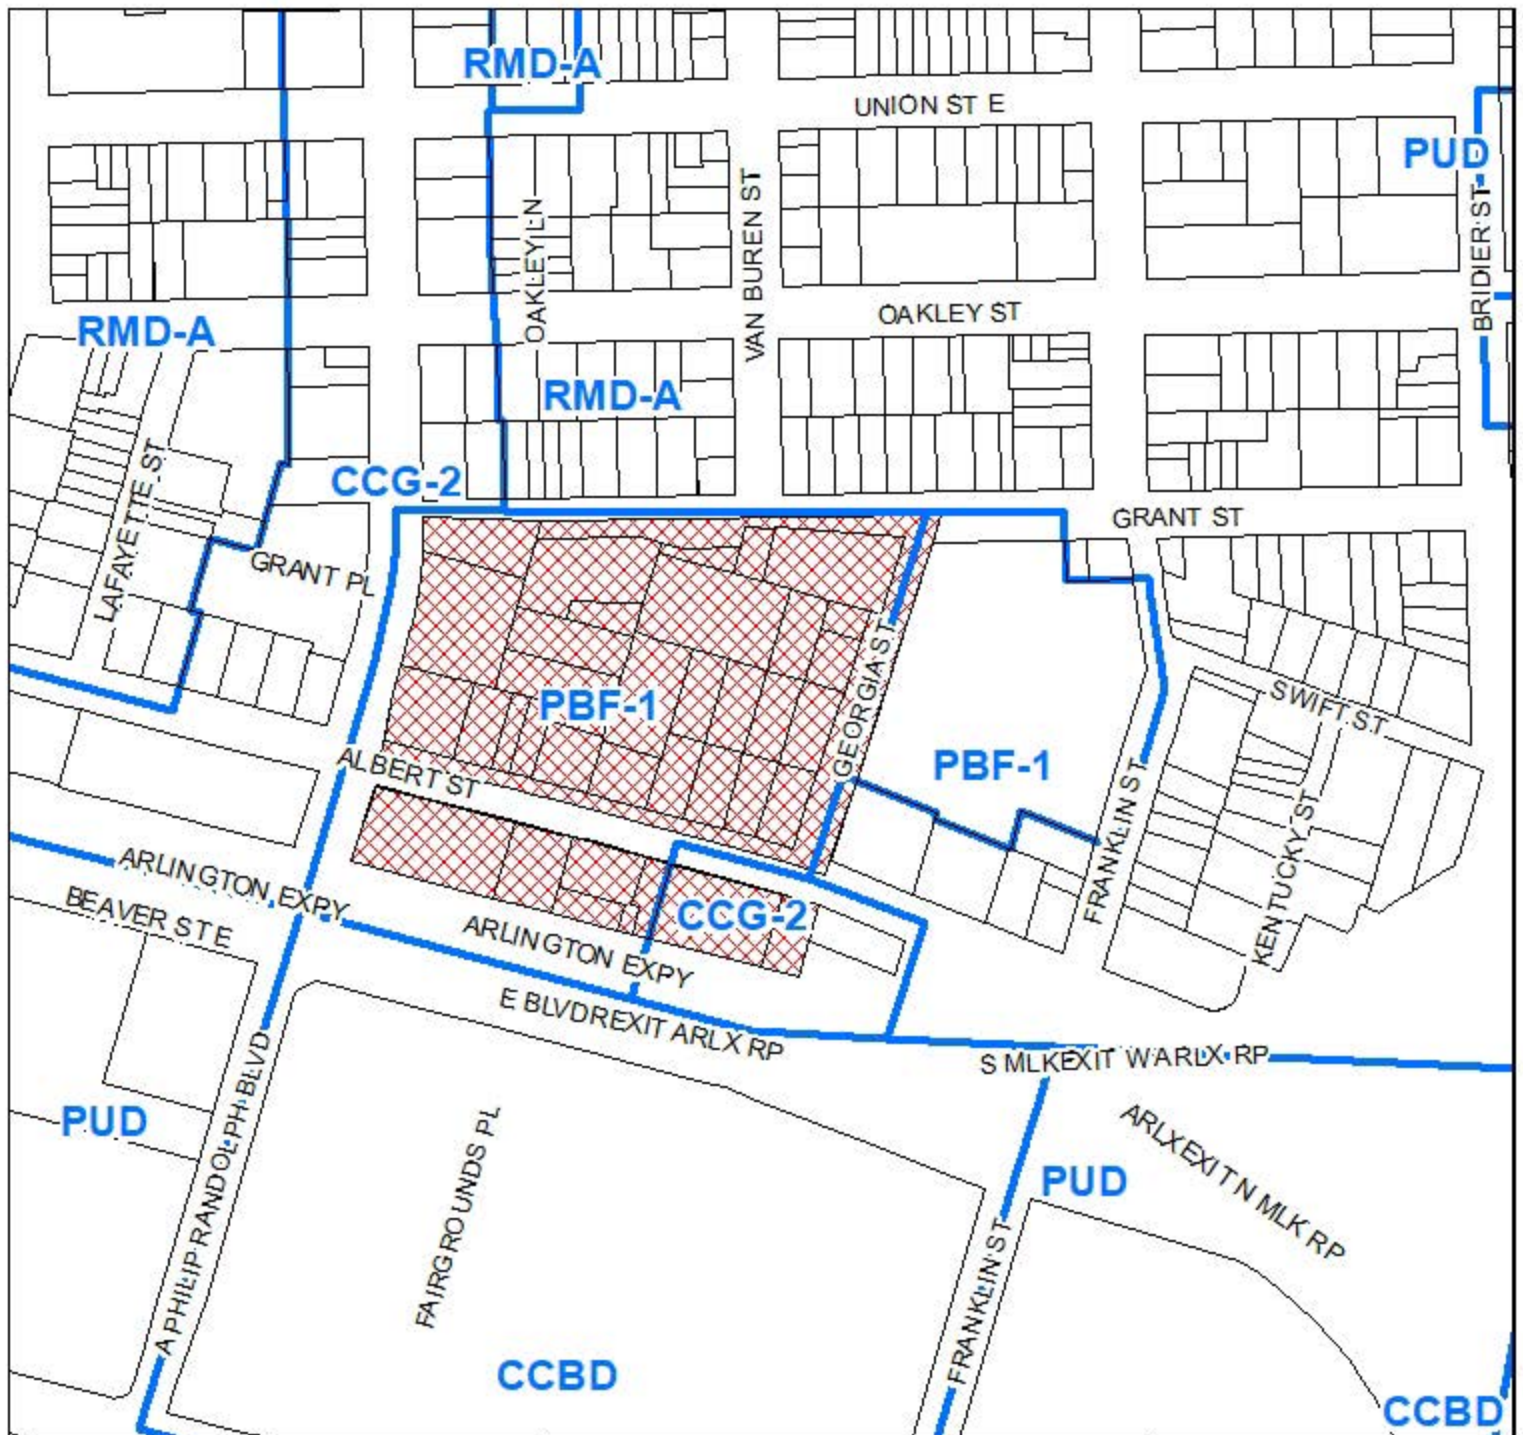 RMD-A
UNION ST E
PUD
BRIDIER ST
VAN BUREN ST
OAKLEY LN
OAKLEY ST
RMD-A
RMD-A
LAFAYETTE ST
CCG-2
GRANT ST
GRANT PL
GEORGIA ST
PBF-1
SWIFT ST
ALBERT ST
PBF-1
FRANKLIN ST
KENTUCKY ST
ARLINGTON EXPY
BEAVER ST E
CCG-2
ARLINGTON EXPY
E BLVDREXIT ARLX RP
S MLKEXIT WARLX RP
A PHILIP RANDOLPH BLVD
PUD
FAIRGROUNDS PL
ARLXEXIT N MLK RP
PUD
FRANKLIN ST
CCBD
CCBD